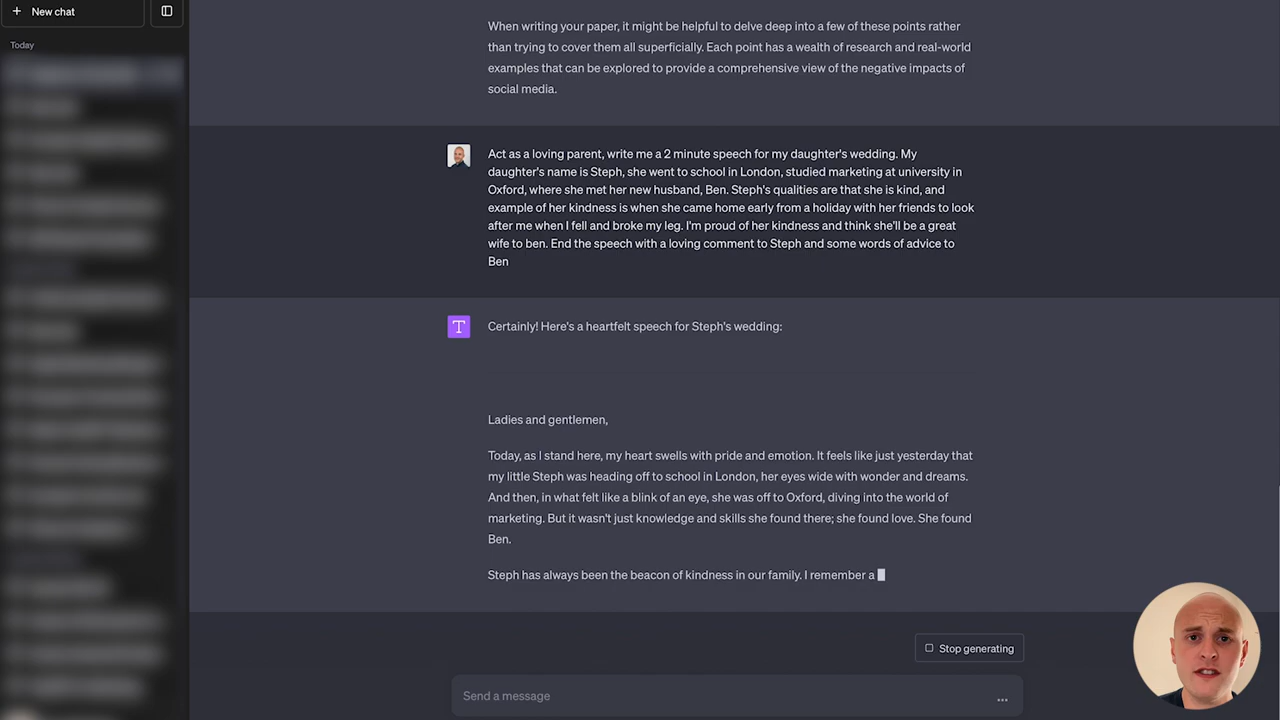 New chat
Today
When writing your paper, it might be helpful to delve deep into a few of these points rather
than trying to cover them all superficially. Each point has a wealth of research and real-world
examples that can be explored to provide a comprehensive view of the negative impacts of
social media.
Act as a loving parent, write me a 2 minute speech for my daughter's wedding. My
daughter's name is Steph, she went to school in London, studied marketing at university in
Oxford, where she met her new husband, Ben. Steph's qualities are that she is kind, and
example of her kindness is when she came home early from a holiday with her friends to look
after me when I fell and broke my leg. I'm proud of her kindness and think she'll be a great
wife to ben. End the speech with a loving comment to Steph and some words of advice to
Ben
T
Certainly! Here's a heartfelt speech for Steph's wedding:
Ladies and gentlemen,
Today, as I stand here, my heart swells with pride and emotion. It feels like just yesterday that
my little Steph was heading off to school in London, her eyes wide with wonder and dreams.
And then, in what felt like a blink of an eye, she was off to Oxford, diving into the world of
marketing. But it wasn't just knowledge and skills she found there; she found love. She found
Ben.
Steph has always been the beacon of kindness in our family. I remember a
Stop generating
Send a message
...